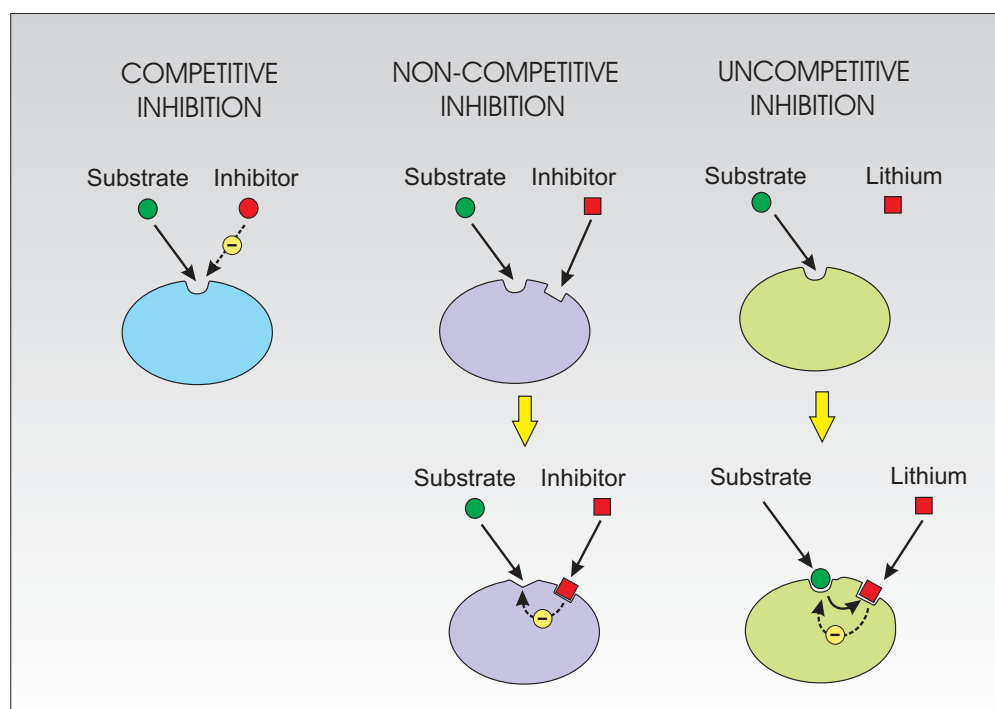 COMPETITIVE
INHIBITION
NON-COMPETITIVE
INHIBITION
UNCOMPETITIVE
INHIBITION
Substrate
Inhibitor
Substrate
Inhibitor
Substrate
Lithium
−
Substrate
Inhibitor
Substrate
Lithium
−
−